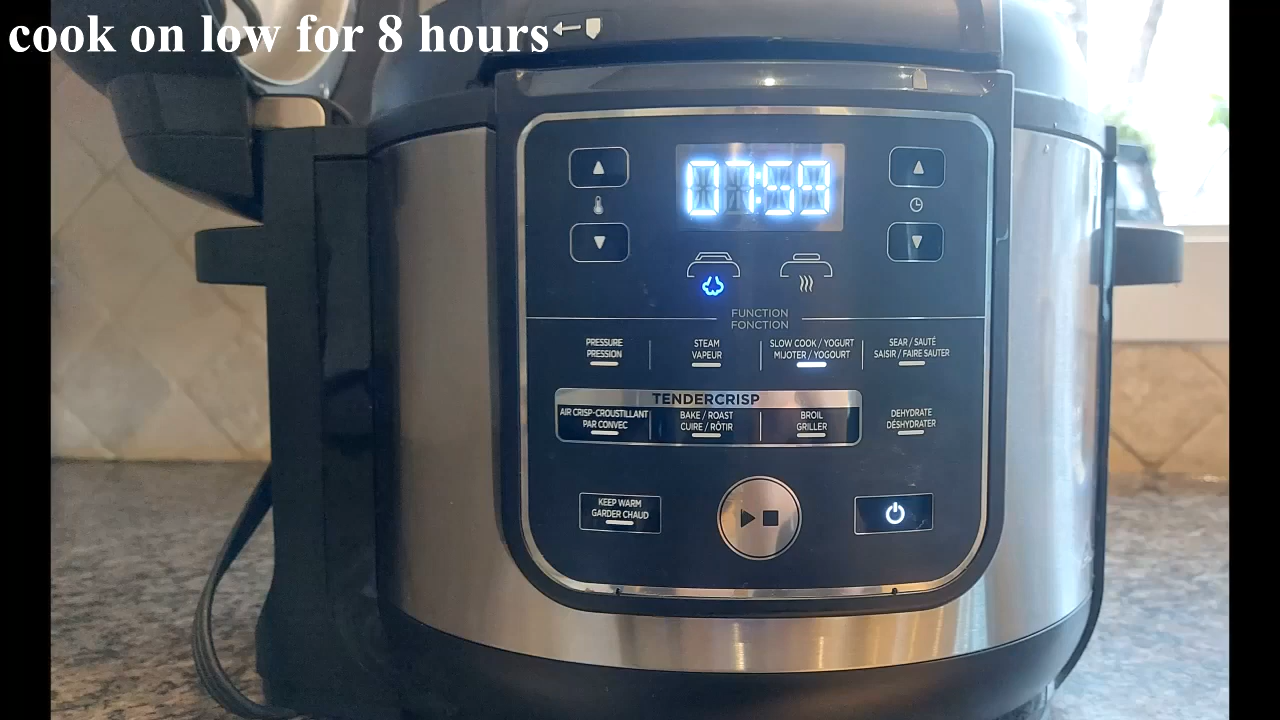 cook on low for 8 hours
07:59
FUNCTION
FONCTION
PRESSURE
PRESSION
STEAM
VAPEUR
SLOW COOK / YOGURT
MIJOTER / YOGOURT
SEAR / SAUTÉ
SAISIR / FAIRE SAUTER
TENDERCRISP
AIR CRISP-CROUSTILLANT
PAR CONVEC
BAKE / ROAST
CUIRE / RÔTIR
BROIL
GRILLER
DEHYDRATE
DÉSHYDRATER
KEEP WARM
GARDER CHAUD